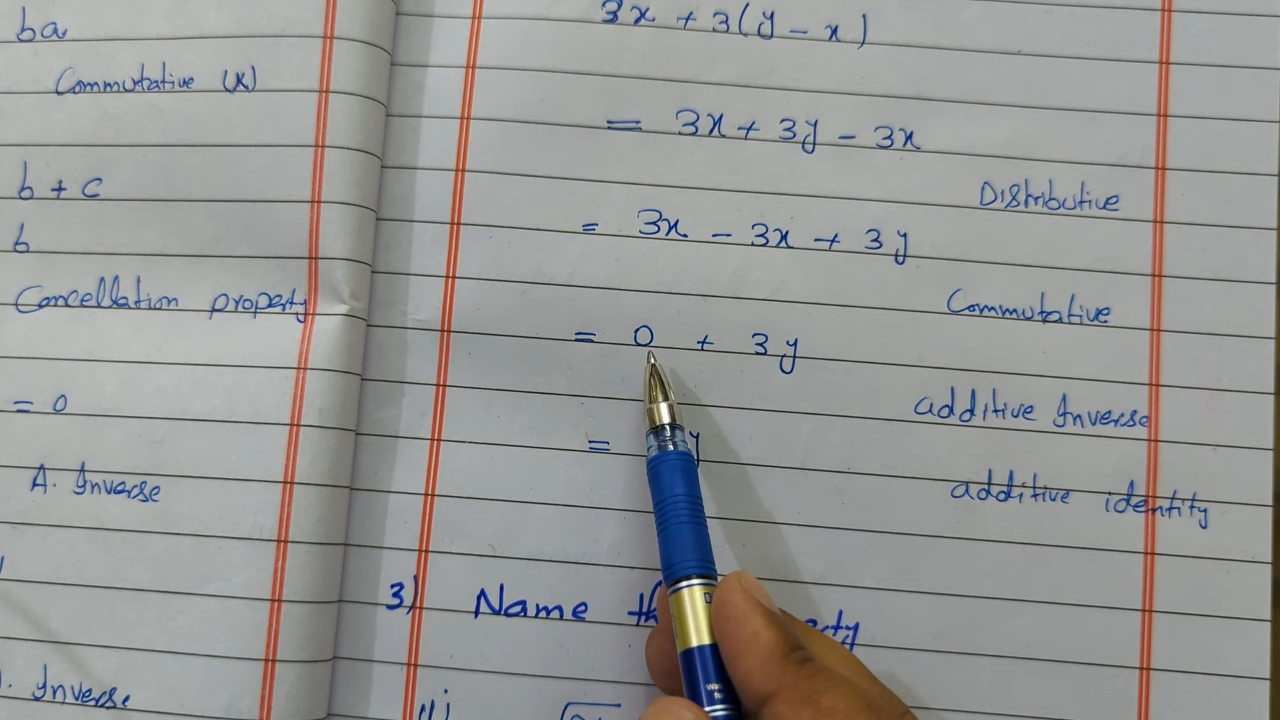 ba
Commutative (x)
b + c
b
Cancellation property
= 0
A. Inverse
. Inverse
3x + 3(y - x)
= 3x + 3y - 3x
Distributive
= 3x - 3x + 3y
Commutative
= 0 + 3y
additive Inverse
= y
additive identity
3) Name
(i)